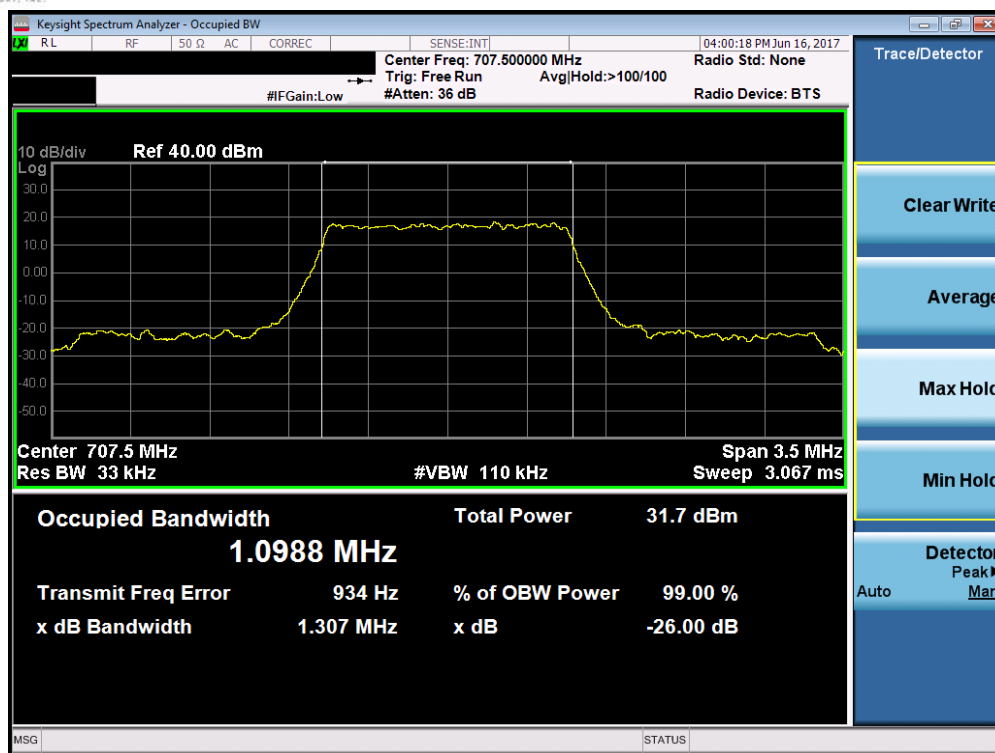 Keysight Spectrum Analyzer - Occupied BW
LXI RL RF 50 Ω AC CORREC SENSE:INT 04:00:18 PM Jun 16, 2017
Center Freq: 707.500000 MHz Radio Std: None
Trig: Free Run Avg|Hold:>100/100
#IFGain:Low #Atten: 36 dB Radio Device: BTS
Trace/Detector
10 dB/div Ref 40.00 dBm
Log
30.0
20.0
10.0
0.00
-10.0
-20.0
-30.0
-40.0
-50.0
Center 707.5 MHz Span 3.5 MHz
Res BW 33 kHz #VBW 110 kHz Sweep 3.067 ms
Occupied Bandwidth Total Power 31.7 dBm
1.0988 MHz
Transmit Freq Error 934 Hz % of OBW Power 99.00 %
x dB Bandwidth 1.307 MHz x dB -26.00 dB
Clear Write
Average
Max Hold
Min Hold
Detector
Peak
Auto Man
MSG STATUS